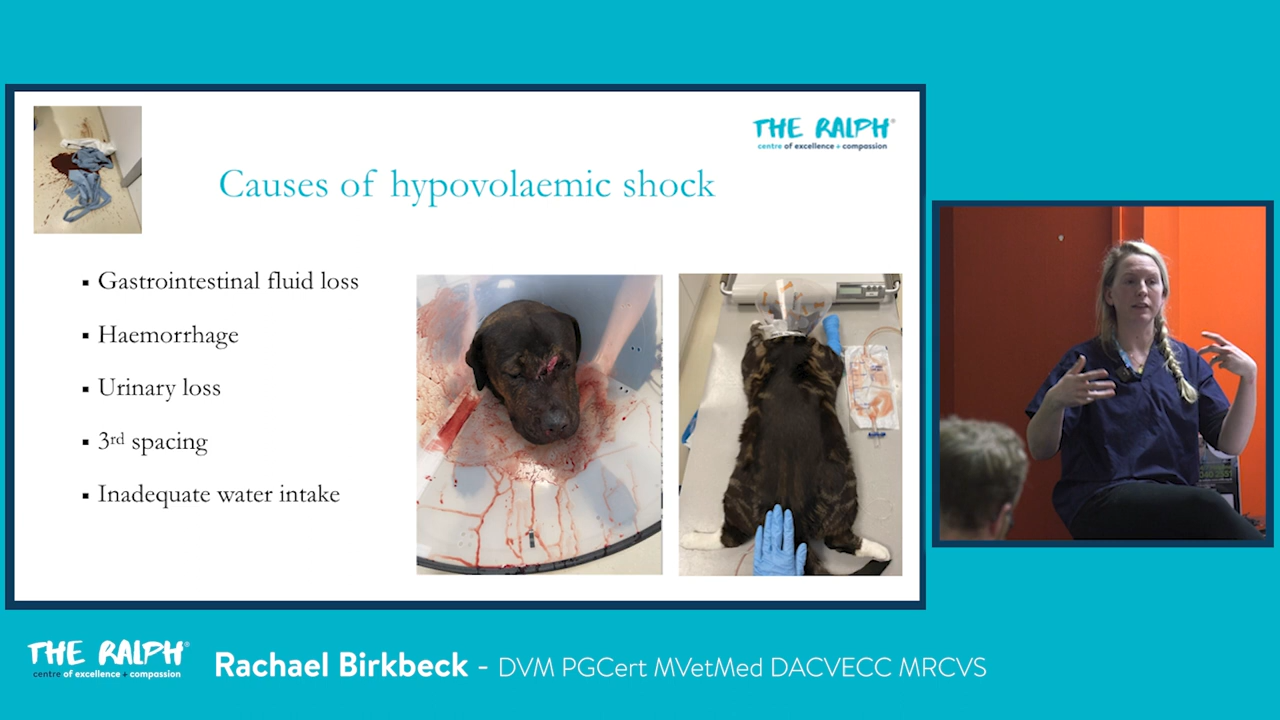 THE RALPH®
centre of excellence + compassion
Causes of hypovolaemic shock
▪ Gastrointestinal fluid loss
▪ Haemorrhage
▪ Urinary loss
▪ 3rd spacing
▪ Inadequate water intake
THE RALPH®
centre of excellence + compassion
Rachael Birkbeck - DVM PGCert MVetMed DACVECC MRCVS